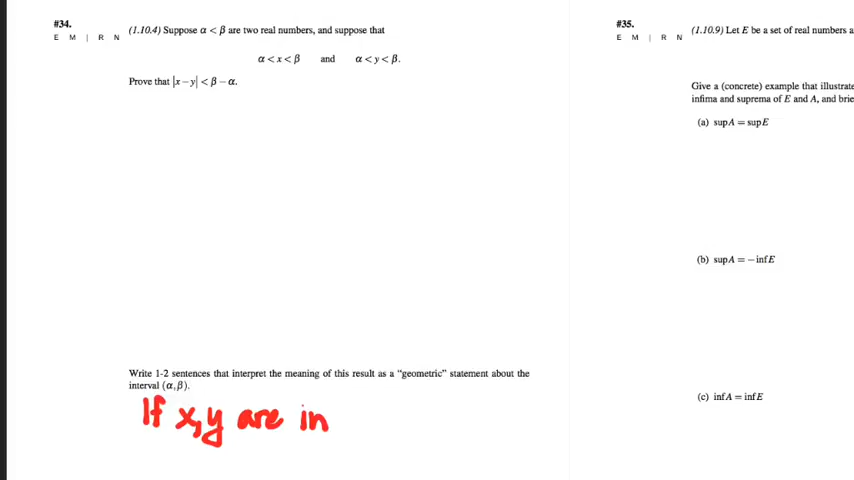 #34.
E M | R N
(1.10.4) Suppose α < β are two real numbers, and suppose that
α < x < β and α < y < β.
Prove that |x − y| < β − α.
Write 1-2 sentences that interpret the meaning of this result as a “geometric” statement about the
interval (α,β).
If x,y are in
#35.
E M | R N
(1.10.9) Let E be a set of real numbers a
Give a (concrete) example that illustrate
infima and suprema of E and A, and brie
(a) sup A = sup E
(b) sup A = − inf E
(c) inf A = inf E